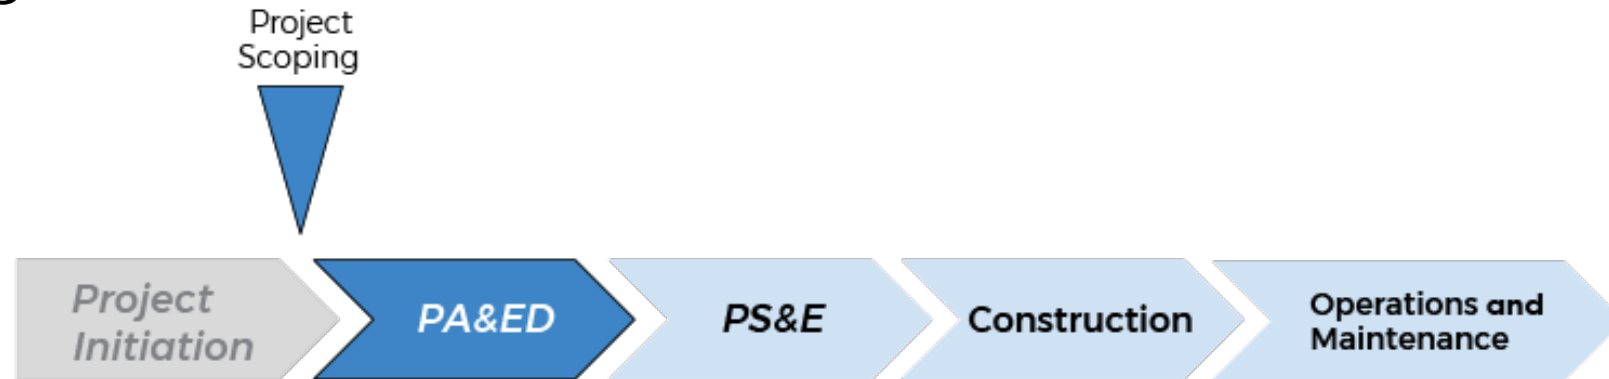 Project
Scoping
Project
Initiation
PA&ED
PS&E
Construction
Operations and
Maintenance